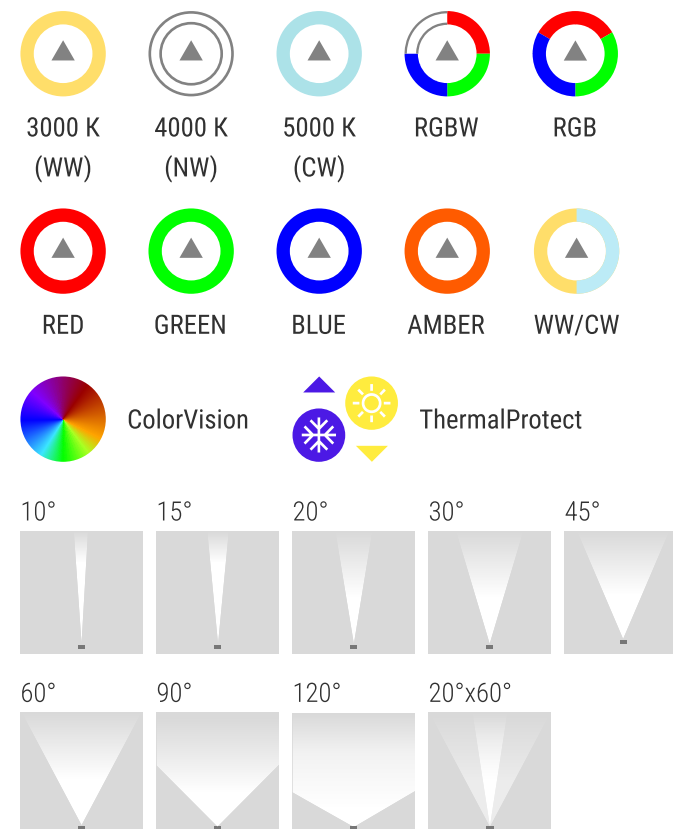 3000 K
(WW)
4000 K
(NW)
5000 K
(CW)
RGBW
RGB
RED
GREEN
BLUE
AMBER
WW/CW
ColorVision
ThermalProtect
10°
15°
20°
30°
45°
60°
90°
120°
20°x60°